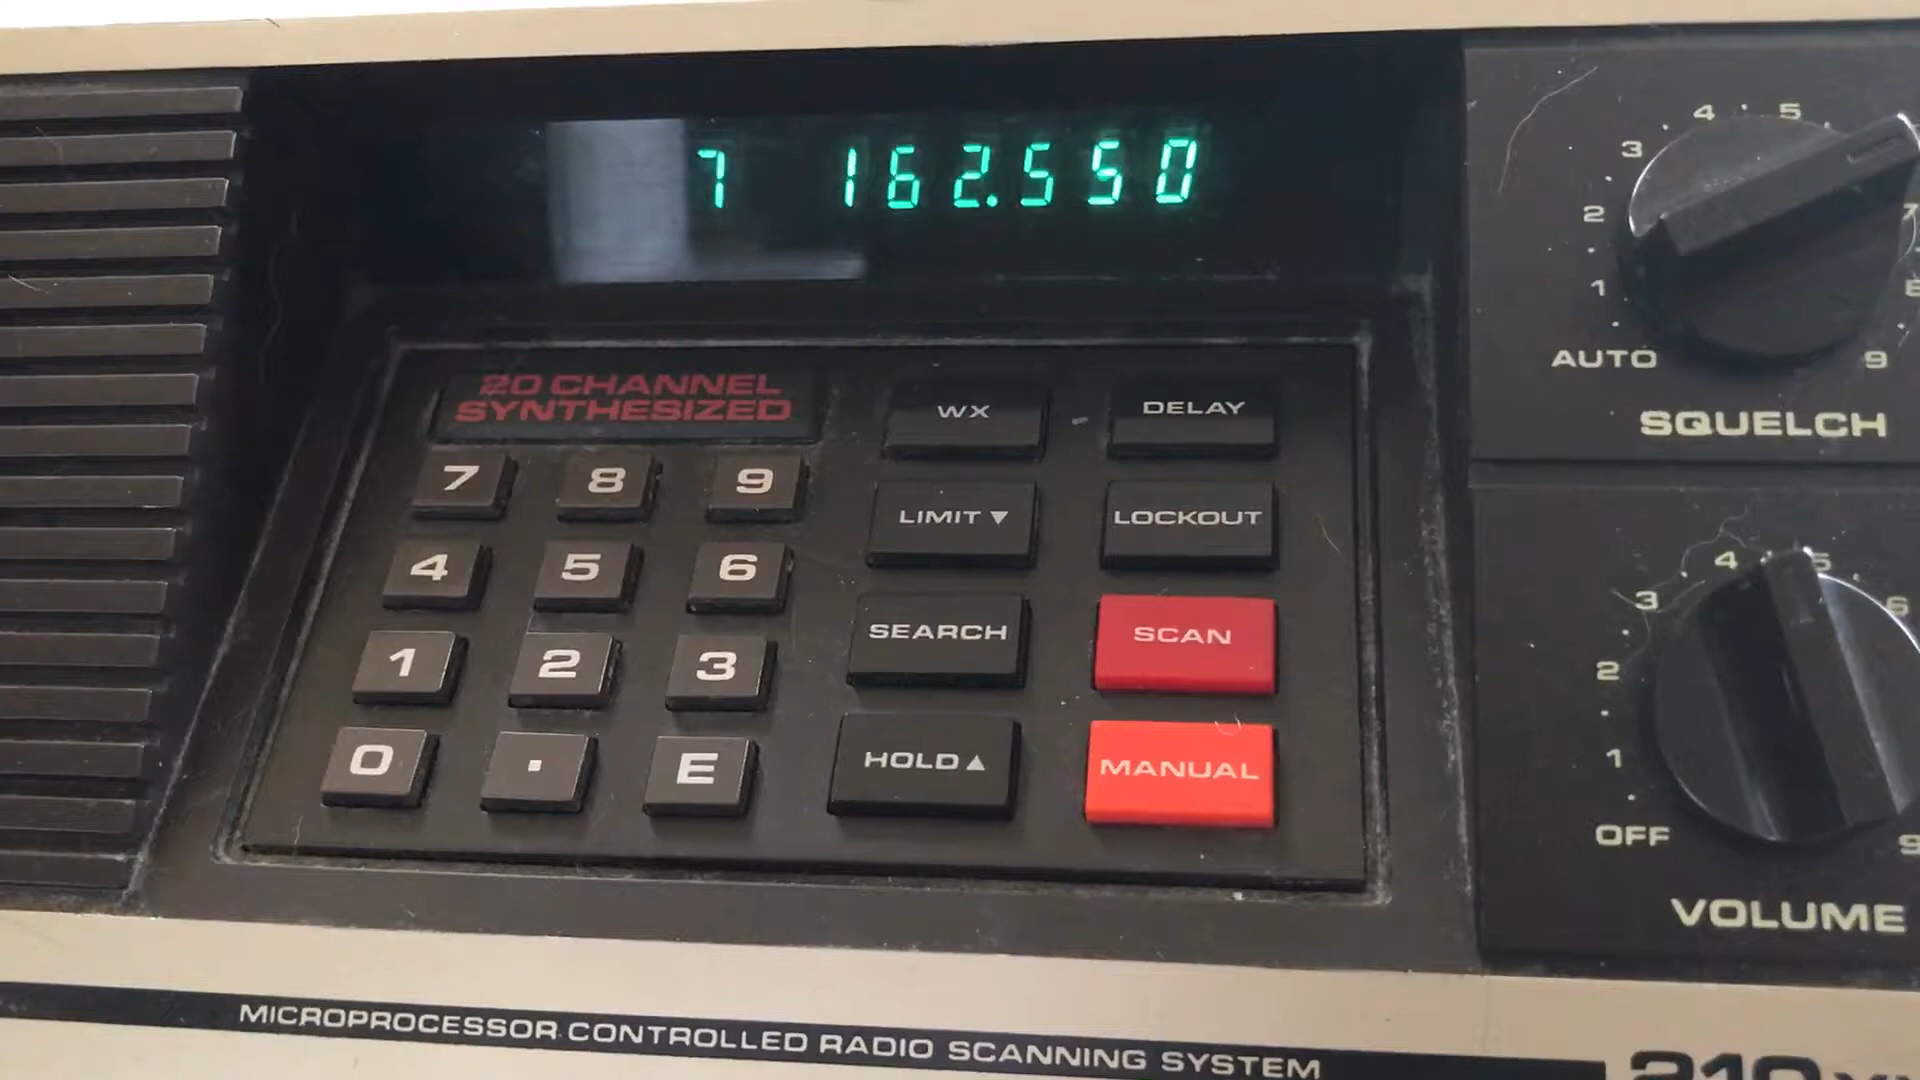 7 162.550
20 CHANNEL
SYNTHESIZED
WX DELAY
7 8 9
LIMIT ▼ LOCKOUT
4 5 6
SEARCH SCAN
1 2 3
HOLD ▲ MANUAL
0 . E
1 2 3 4 5 7 9
AUTO
SQUELCH
1 2 3 4 5 6
OFF
VOLUME
MICROPROCESSOR CONTROLLED RADIO SCANNING SYSTEM
210